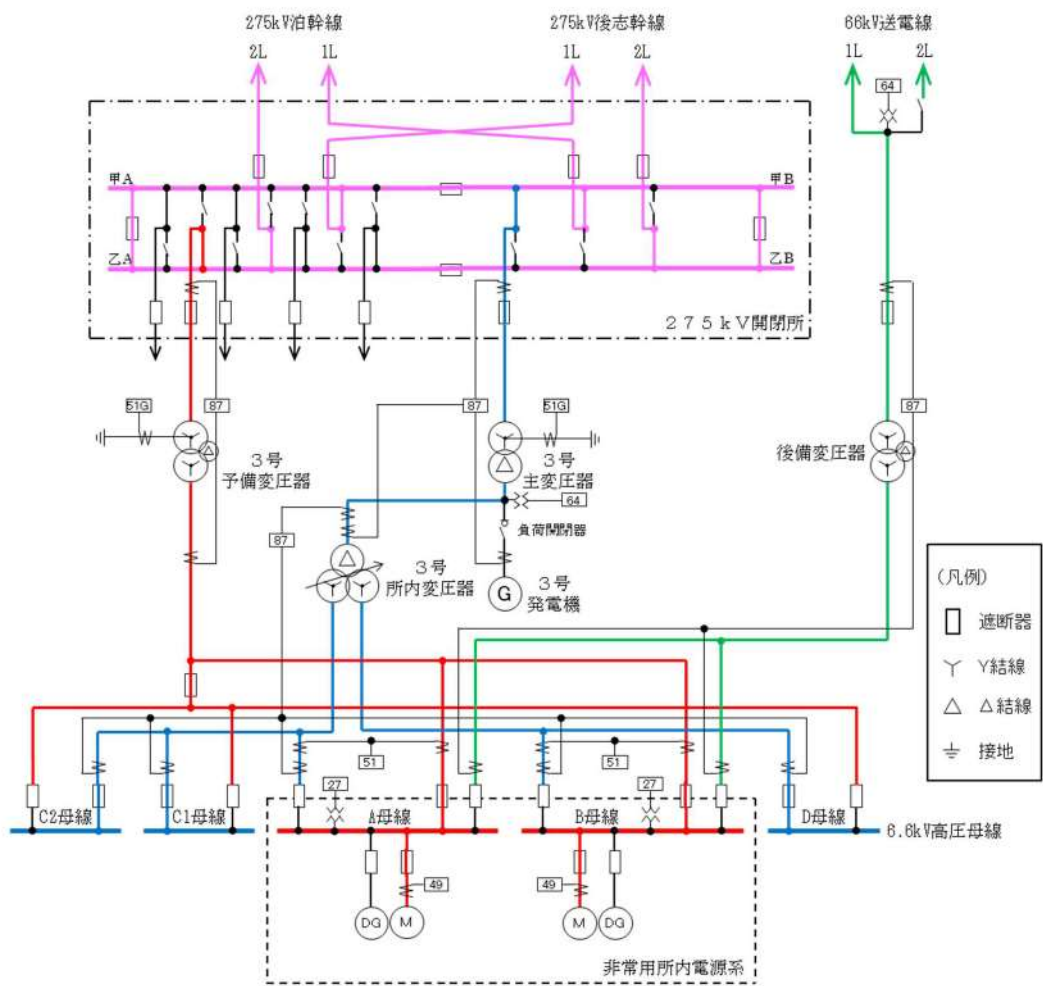 275kV泊幹線
2L
1L
275kV後志幹線
1L
2L
66kV送電線
1L
2L
64
甲A
甲B
乙A
乙B
275kV開閉所
51G
87
3号
予備変圧器
87
51G
3号
主変圧器
64
負荷開閉器
87
3号
所内変圧器
G
3号
発電機
後備変圧器
87
(凡例)
遮断器
Y結線
△結線
接地
51
51
27
27
C2母線
C1母線
A母線
B母線
D母線
6.6kV高圧母線
49
49
DG
M
M
DG
非常用所内電源系